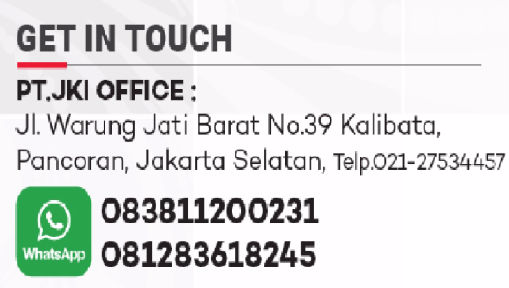 GET IN TOUCH
PT.JKI OFFICE :
Jl. Warung Jati Barat No.39 Kalibata,
Pancoran, Jakarta Selatan, Telp.021-27534457
083811200231
WhatsApp
081283618245